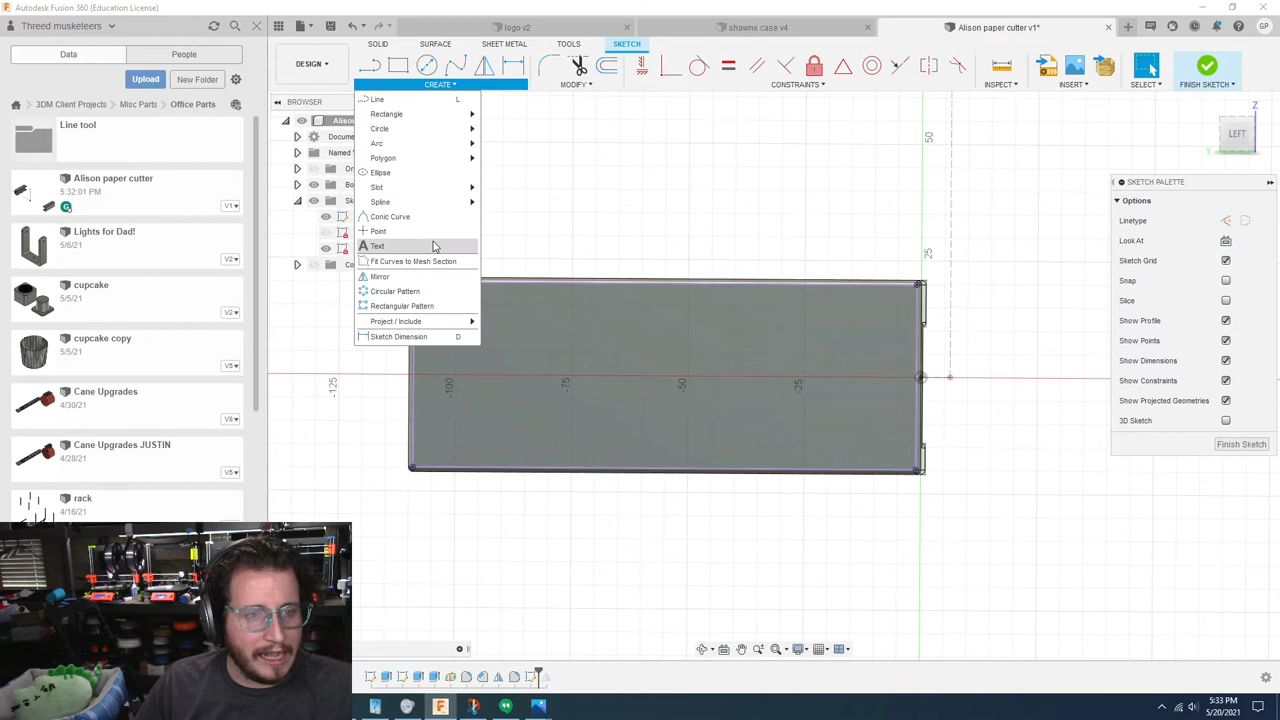 Autodesk Fusion 360 (Education License)
Threed musketeers
logo v2
shawns case v4
Alison paper cutter v1*
GP
Data
People
Upload
New Folder
3DM Client Projects
Misc Parts
Office Parts
DESIGN
SOLID
SURFACE
SHEET METAL
TOOLS
SKETCH
CREATE
MODIFY
CONSTRAINTS
INSPECT
INSERT
SELECT
FINISH SKETCH
BROWSER
Line tool
Alison paper cutter
5:32:01 PM
V1
Lights for Dad!
5/6/21
V2
cupcake
5/5/21
V2
cupcake copy
5/5/21
V5
Cane Upgrades
4/30/21
V8
Cane Upgrades JUSTIN
4/28/21
V5
rack
4/16/21
Line
L
Rectangle
Circle
Arc
Polygon
Ellipse
Slot
Spline
Conic Curve
Point
Text
Fit Curves to Mesh Section
Mirror
Circular Pattern
Rectangular Pattern
Project / Include
Sketch Dimension
D
50
25
-125
-100
-75
-50
-25
LEFT
Z
Y
SKETCH PALETTE
Options
Linetype
Look At
Sketch Grid
Snap
Slice
Show Profile
Show Points
Show Dimensions
Show Constraints
Show Projected Geometries
3D Sketch
Finish Sketch
5:33 PM
5/20/2021